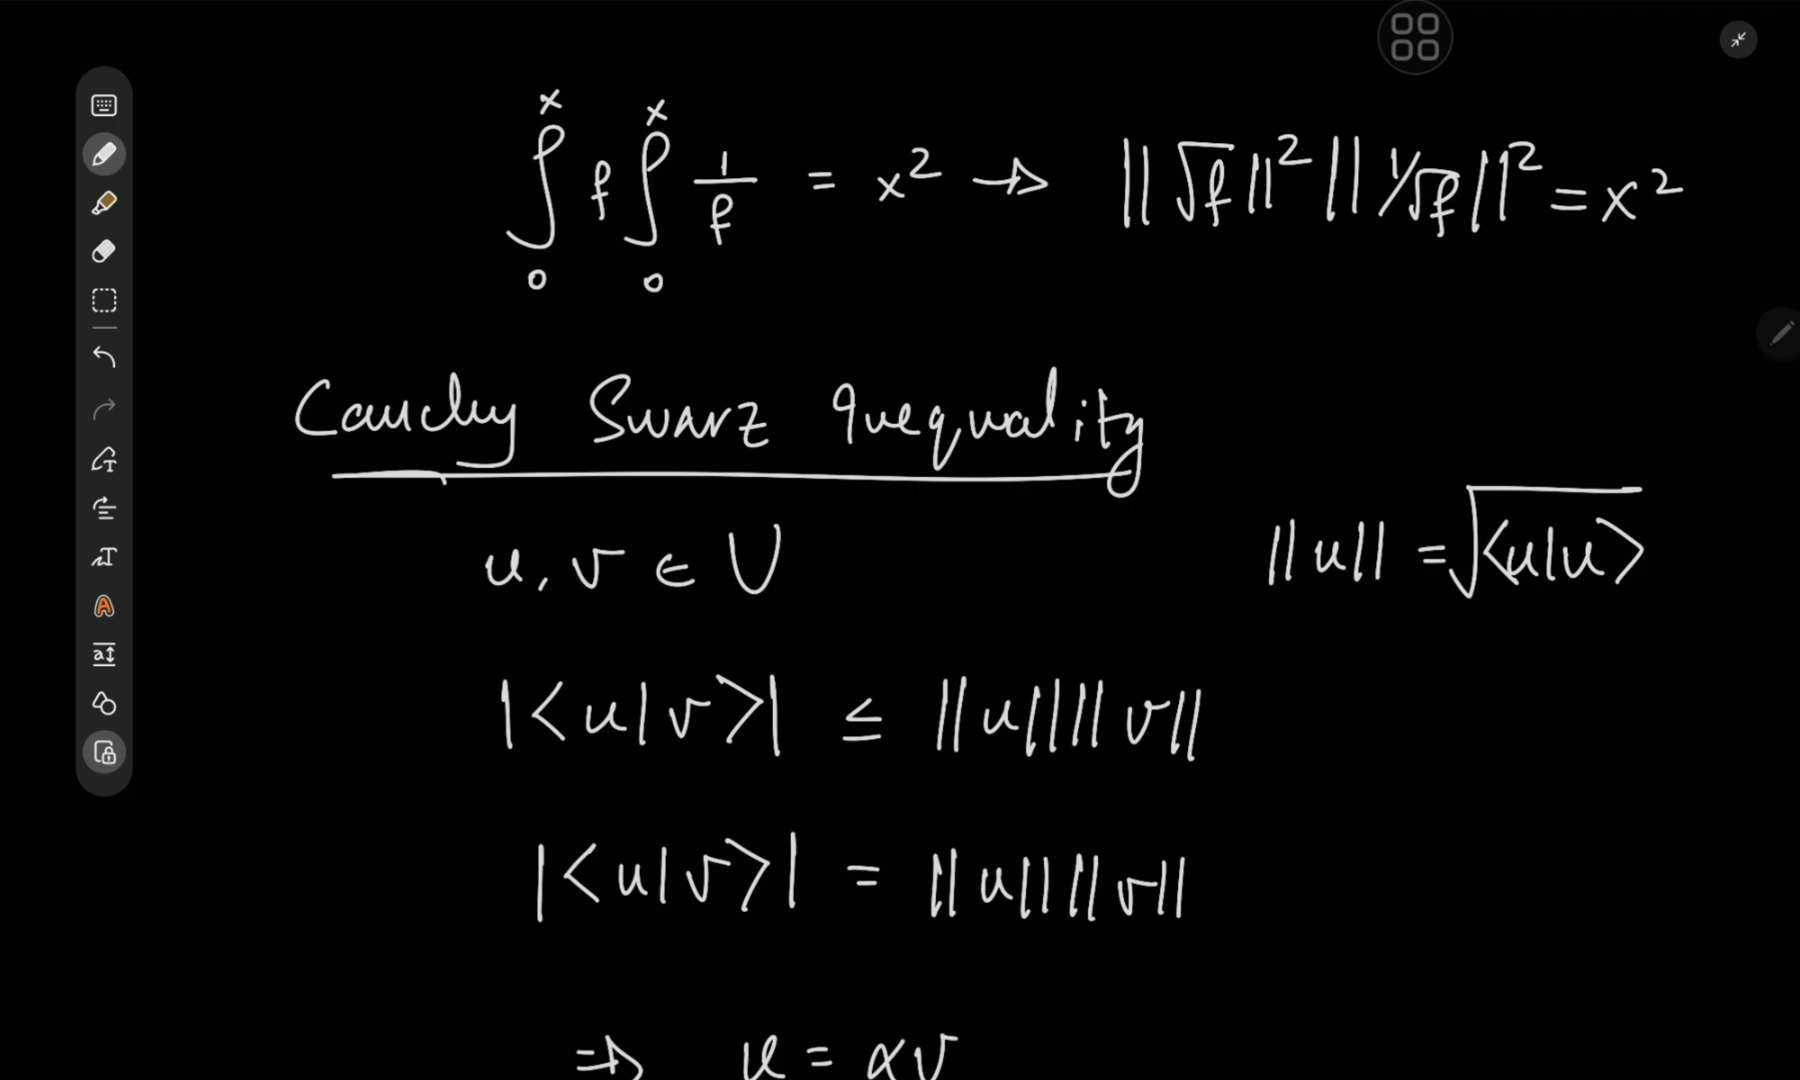 ∫₀ˣ f ∫₀ˣ 1/f = x² → ||√f||² ||1/√f||² = x²
Cauchy Swarz Inequality
u, v ∈ U
||u|| = √<u|u>
|<u|v>| ≤ ||u|| ||v||
|<u|v>| = ||u|| ||v||
⇒ u = αv